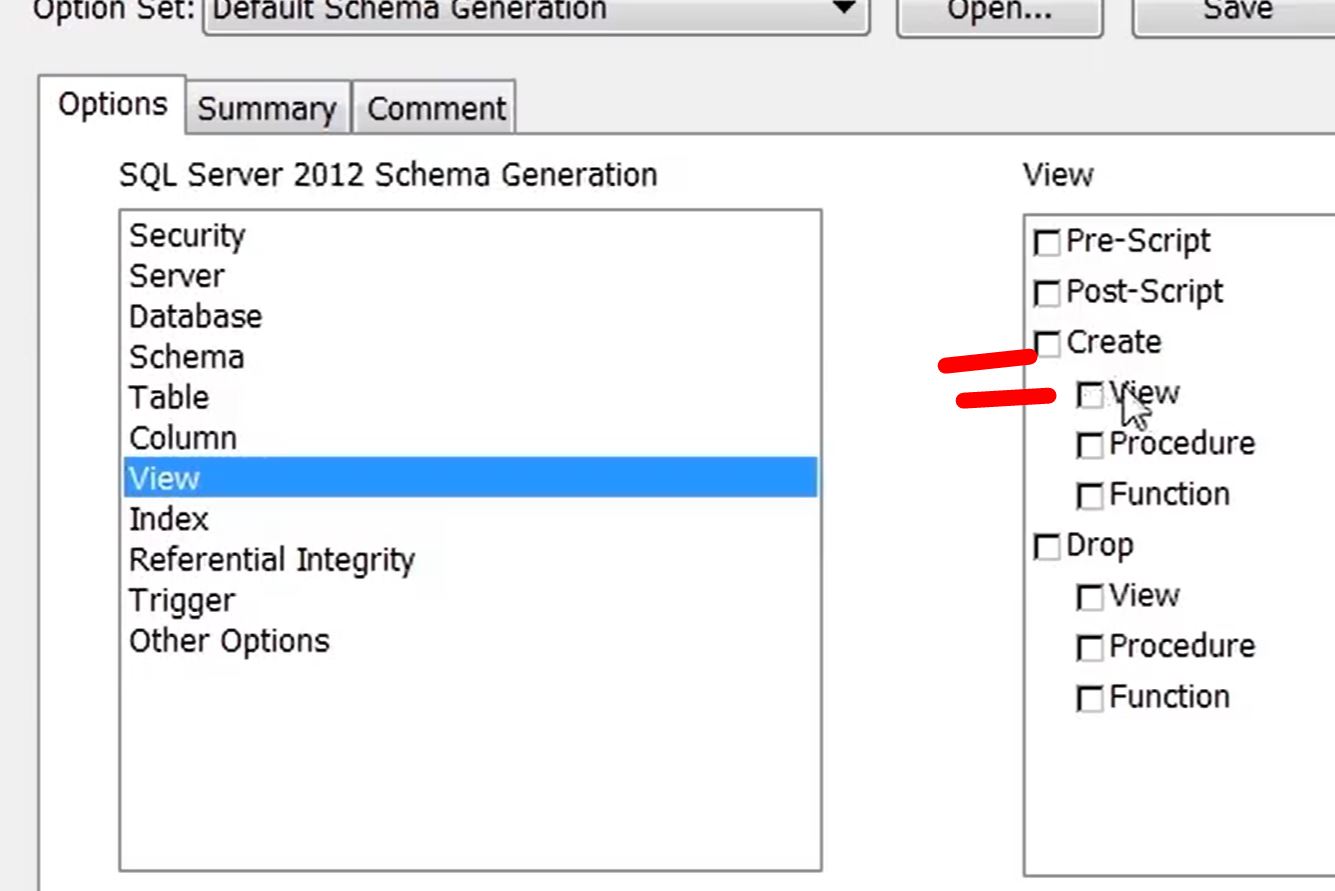 Option Set: Default Schema Generation Open... Save
Options Summary Comment
SQL Server 2012 Schema Generation
Security
Server
Database
Schema
Table
Column
View
Index
Referential Integrity
Trigger
Other Options
View
Pre-Script
Post-Script
Create
View
Procedure
Function
Drop
View
Procedure
Function